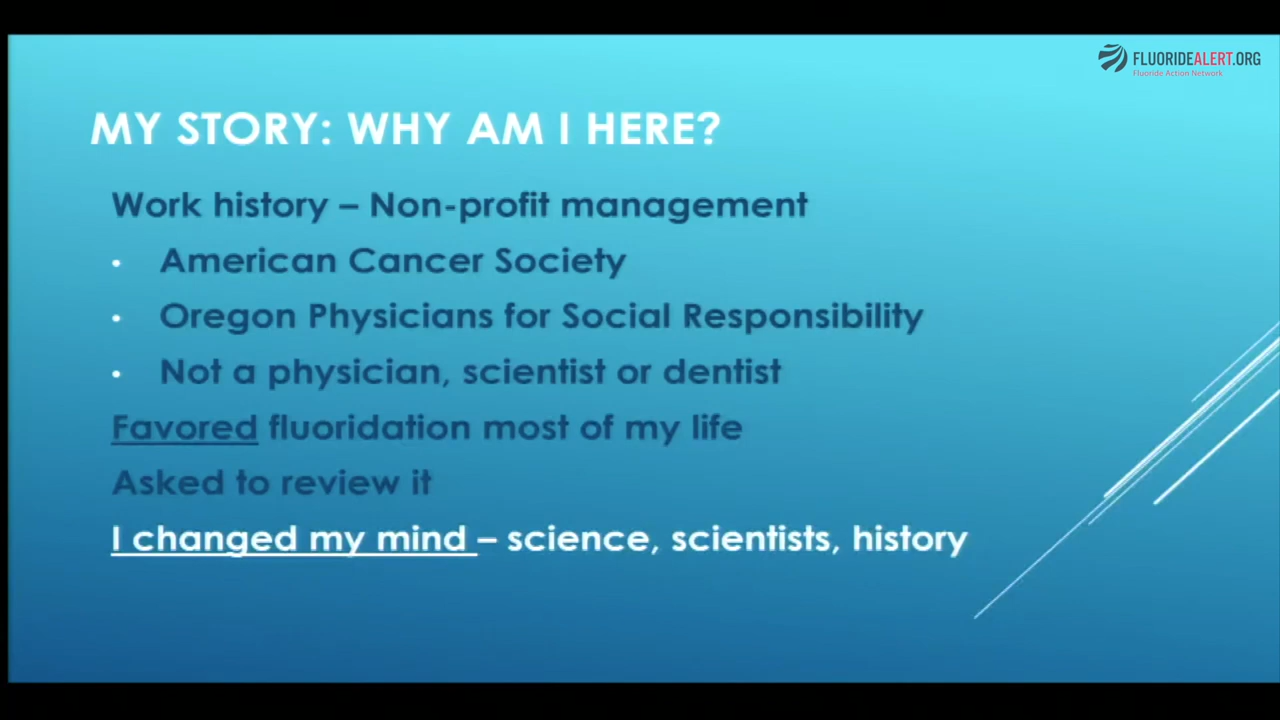 FLUORIDEALERT.ORG
Fluoride Action Network
MY STORY: WHY AM I HERE?
Work history – Non-profit management
• American Cancer Society
• Oregon Physicians for Social Responsibility
• Not a physician, scientist or dentist
Favored fluoridation most of my life
Asked to review it
I changed my mind – science, scientists, history